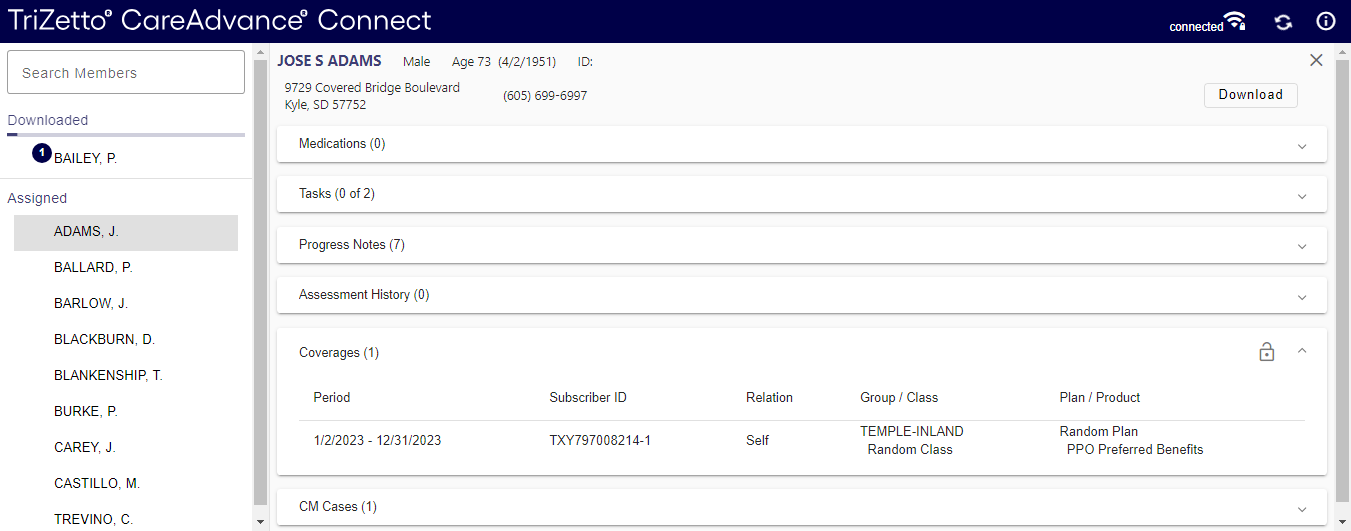 TriZetto® CareAdvance® Connect
connected
Search Members
Downloaded
1 BAILEY, P.
Assigned
ADAMS, J.
BALLARD, P.
BARLOW, J.
BLACKBURN, D.
BLANKENSHIP, T.
BURKE, P.
CAREY, J.
CASTILLO, M.
TREVINO, C.
JOSE S ADAMS Male Age 73 (4/2/1951) ID:
9729 Covered Bridge Boulevard
Kyle, SD 57752
(605) 699-6997
Download
Medications (0)
Tasks (0 of 2)
Progress Notes (7)
Assessment History (0)
Coverages (1)
Period Subscriber ID Relation Group / Class Plan / Product
1/2/2023 - 12/31/2023 TXY797008214-1 Self TEMPLE-INLAND Random Plan
Random Class PPO Preferred Benefits
CM Cases (1)